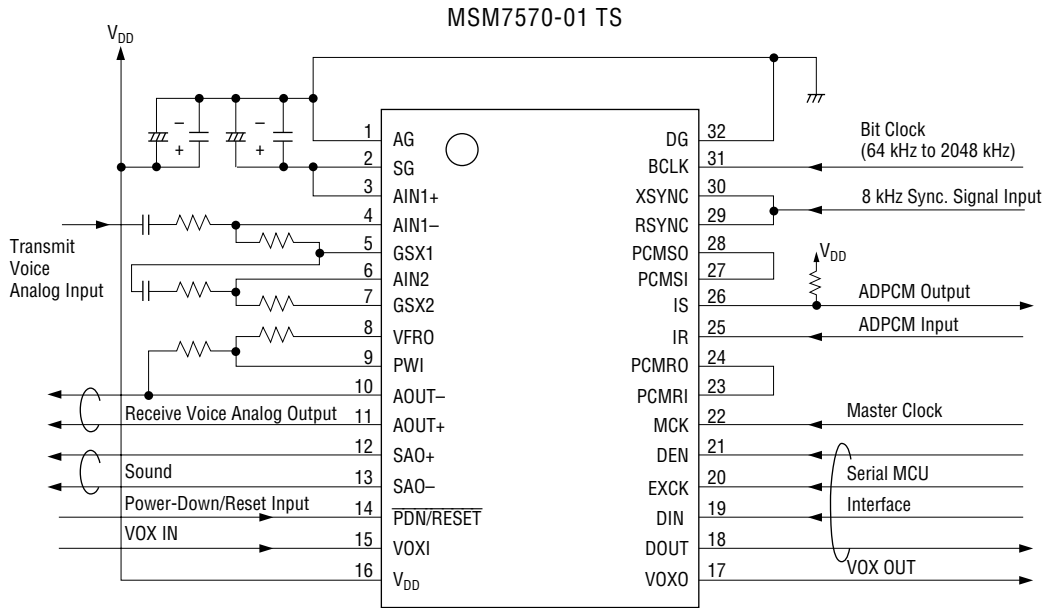 MSM7570-01 TS
VDD
1 AG
2 SG
3 AIN1+
4 AIN1–
5 GSX1
6 AIN2
7 GSX2
8 VFRO
9 PWI
10 AOUT–
11 AOUT+
12 SAO+
13 SAO–
14 PDN/RESET
15 VOXI
16 VDD
– +
– +
Transmit
Voice
Analog Input
Receive Voice Analog Output
Sound
Power-Down/Reset Input
VOX IN
DG 32
BCLK 31
XSYNC 30
RSYNC 29
PCMSO 28
PCMSI 27
IS 26
IR 25
PCMRO 24
PCMRI 23
MCK 22
DEN 21
EXCK 20
DIN 19
DOUT 18
VOXO 17
Bit Clock
(64 kHz to 2048 kHz)
8 kHz Sync. Signal Input
VDD
ADPCM Output
ADPCM Input
Master Clock
Serial MCU
Interface
VOX OUT